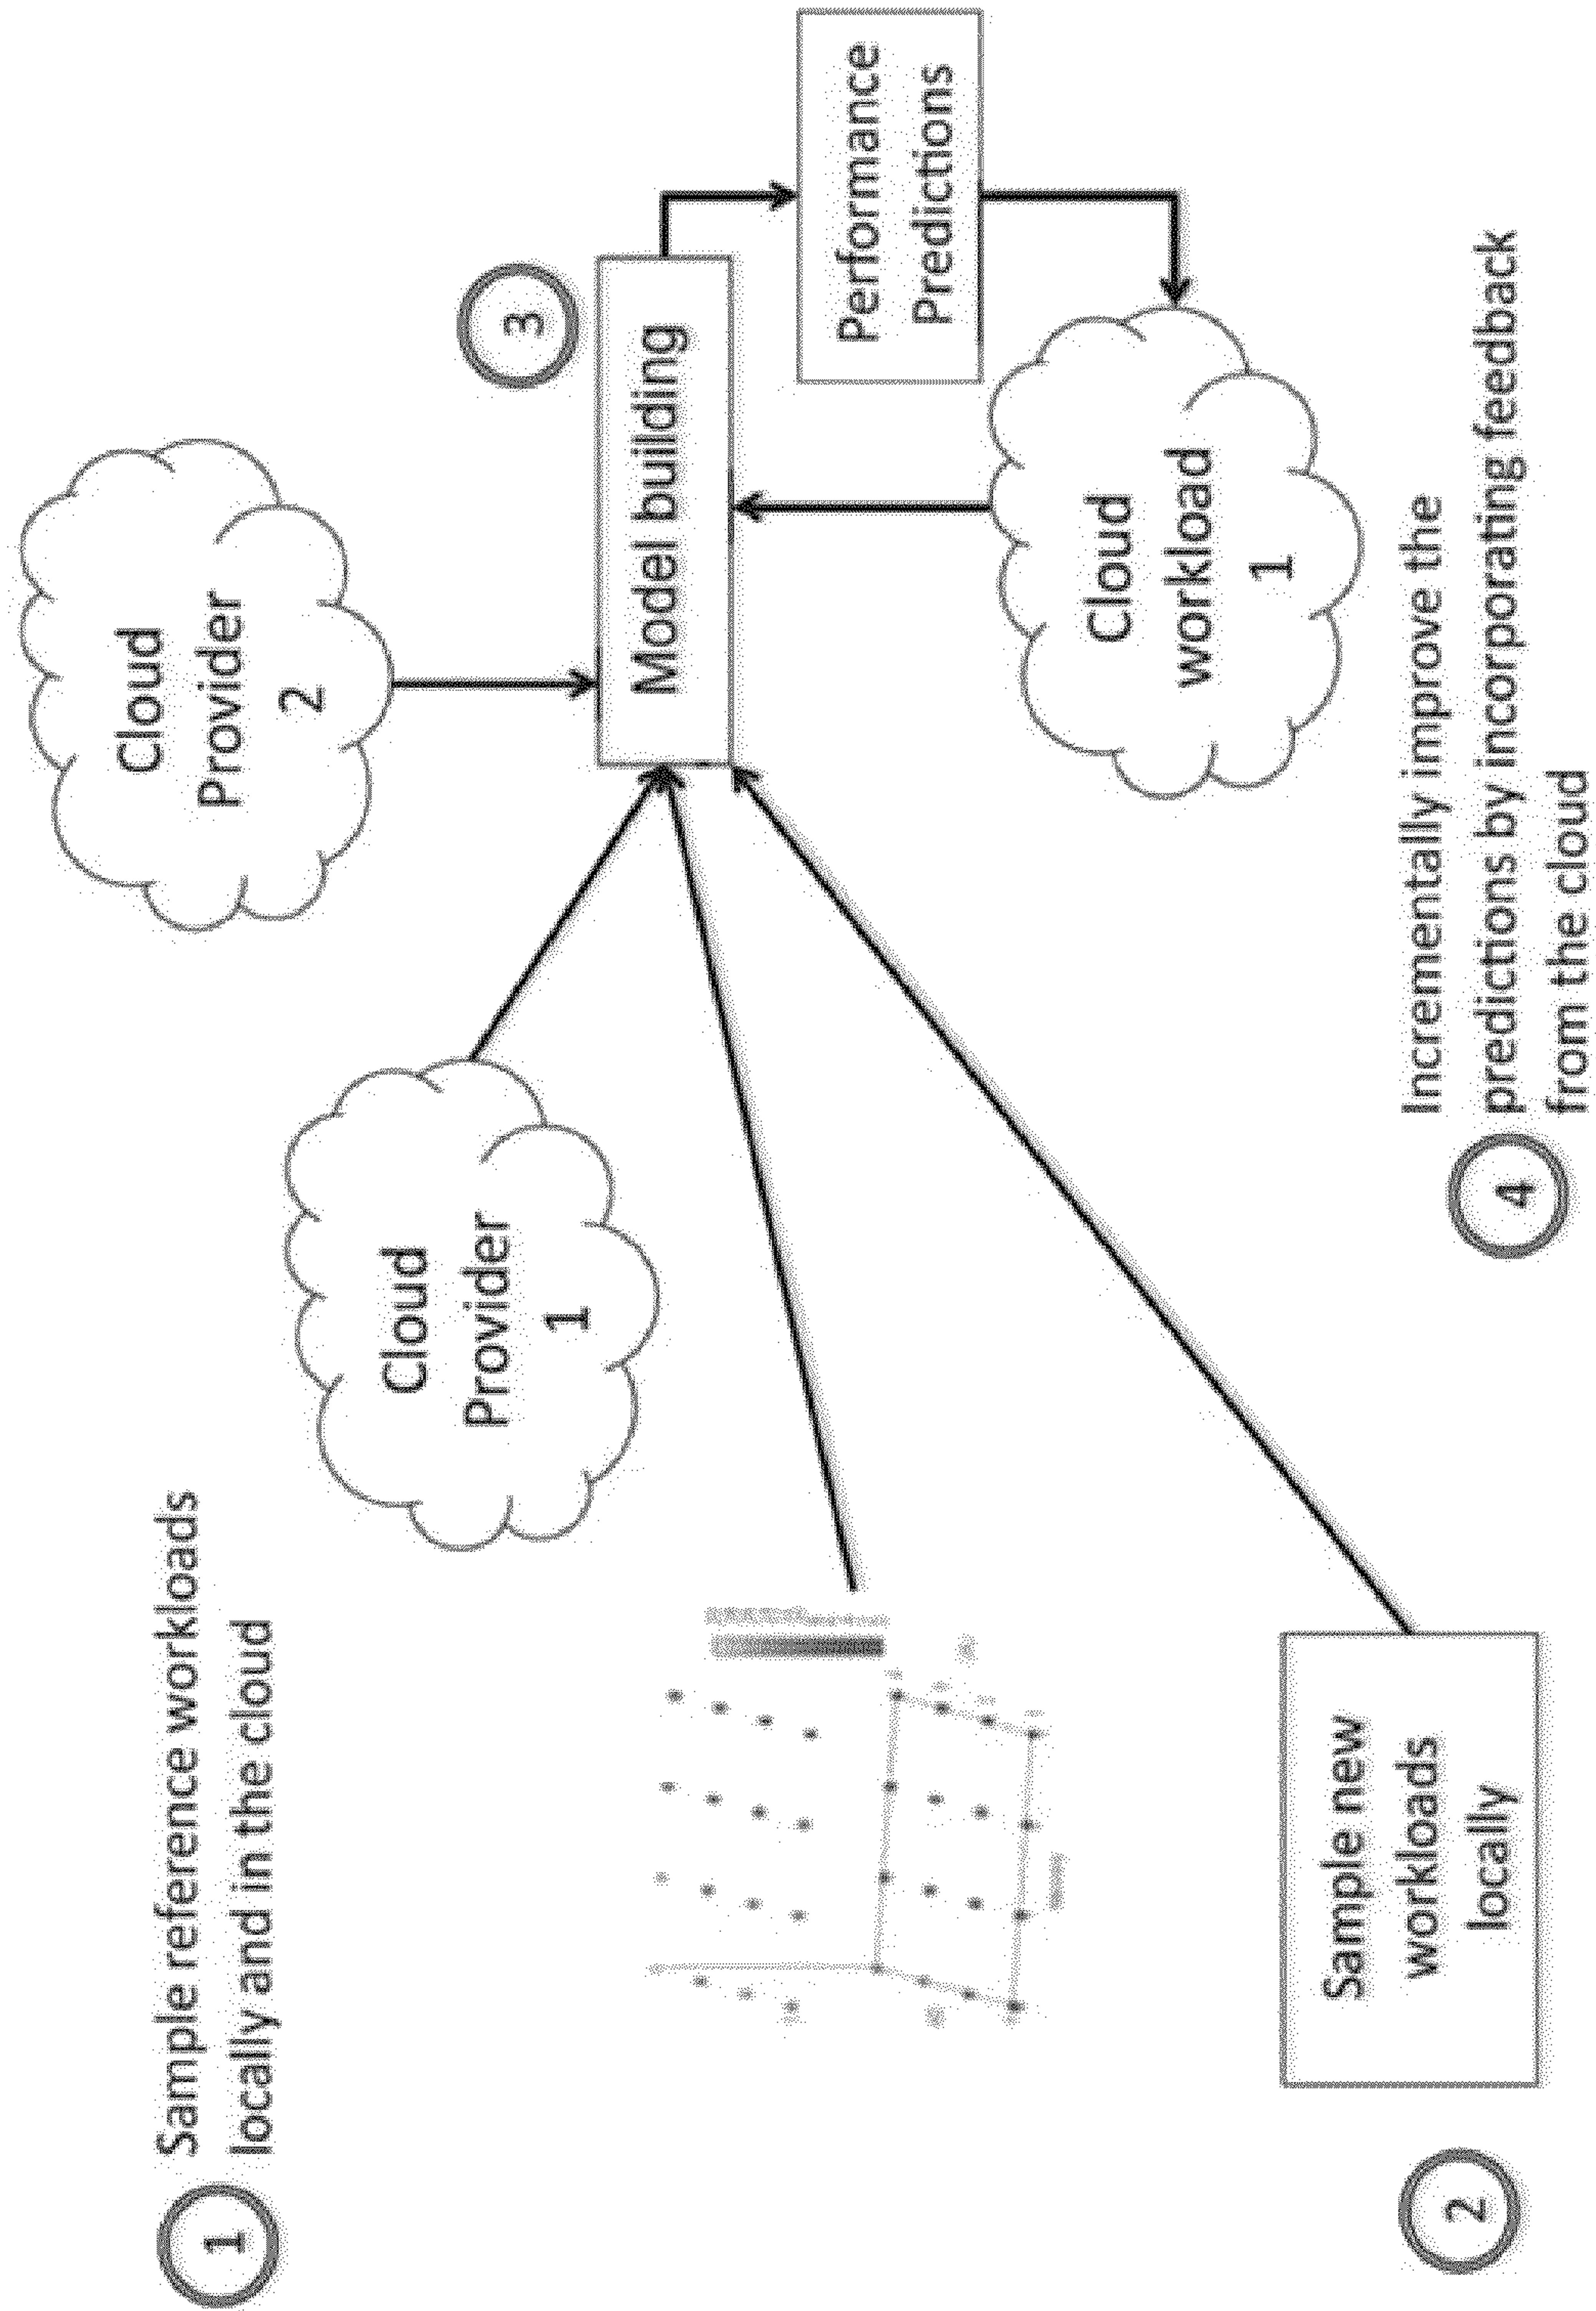 1
Sample reference workloads
locally and in the cloud
Cloud
Provider
1
Cloud
Provider
2
3
Model building
Performance
Predictions
Cloud
workload
1
2
Sample new
workloads
locally
4
Incrementally improve the
predictions by incorporating feedback
from the cloud